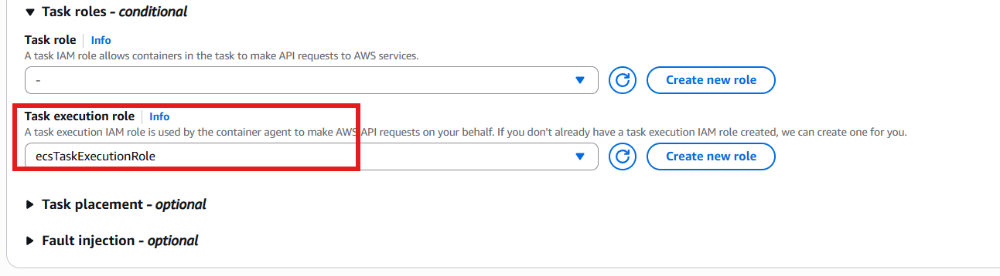 Task roles - conditional
Task role Info
A task IAM role allows containers in the task to make API requests to AWS services.
- Create new role
Task execution role Info
A task execution IAM role is used by the container agent to make AWS API requests on your behalf. If you don't already have a task execution IAM role created, we can create one for you.
ecsTaskExecutionRole Create new role
Task placement - optional
Fault injection - optional